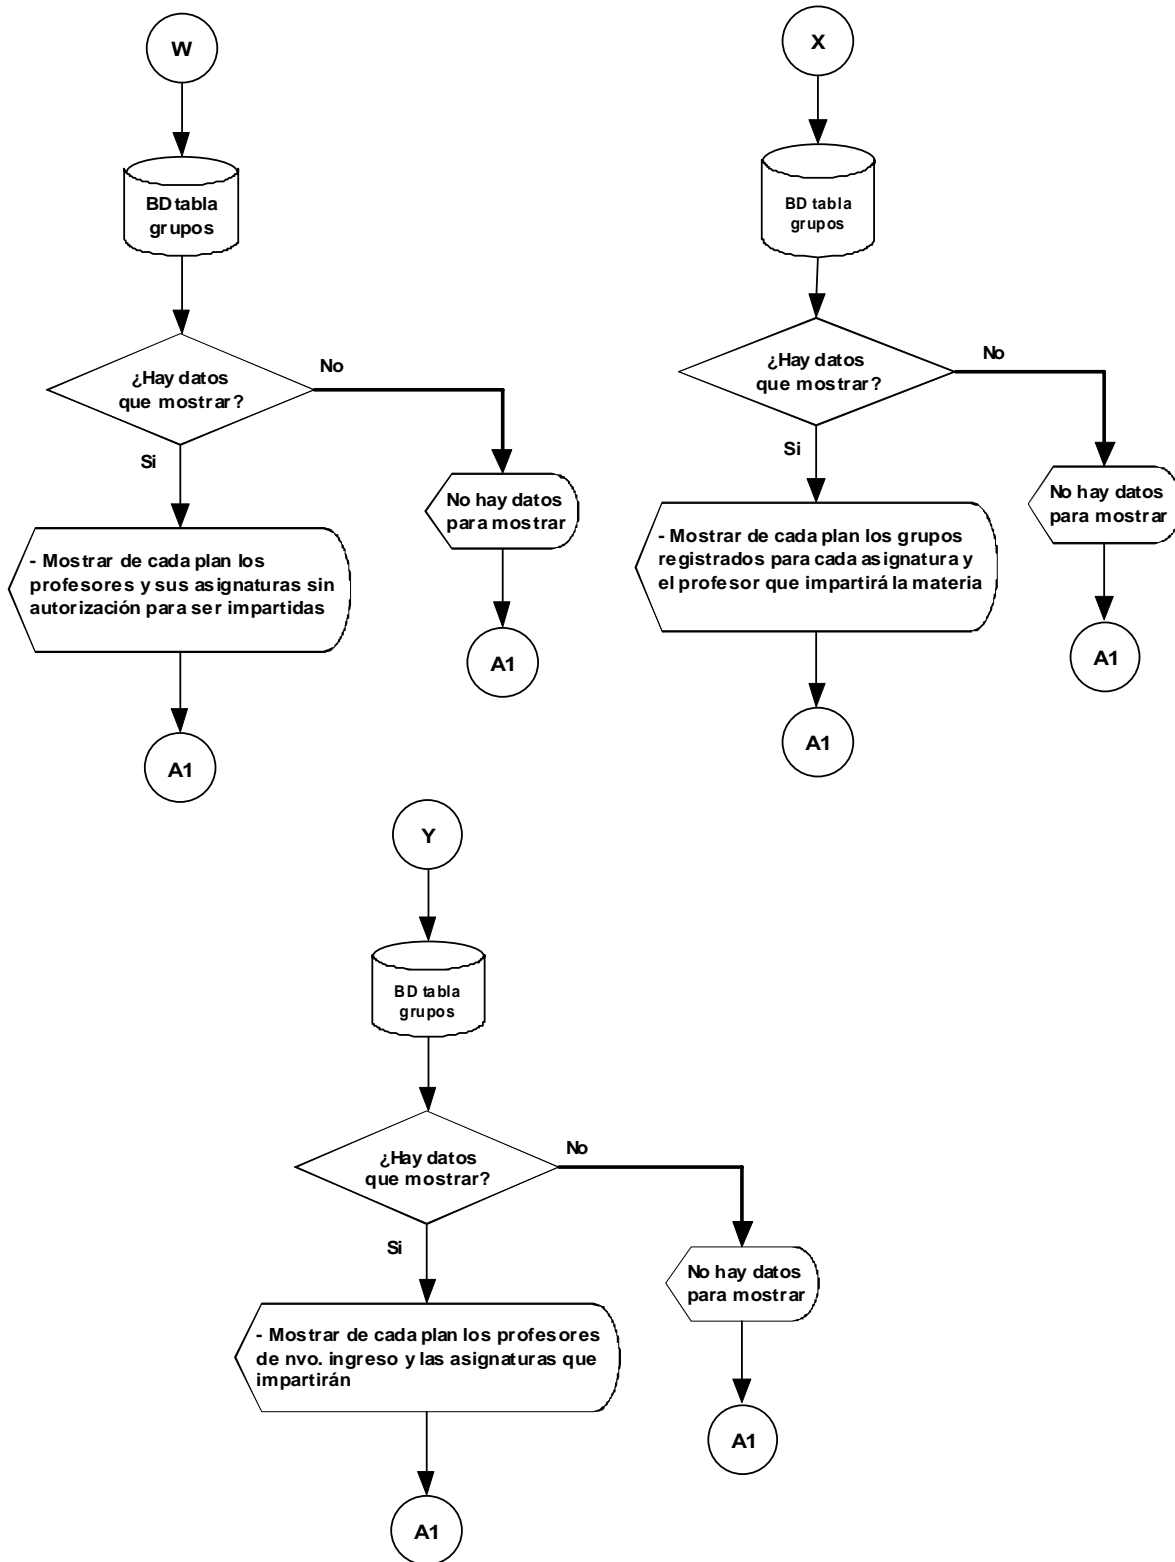 W
BD tabla
grupos
¿Hay datos
que mostrar?
No
Si
No hay datos
para mostrar
- Mostrar de cada plan los
profesores y sus asignaturas sin
autorización para ser impartidas
A1
A1
X
BD tabla
grupos
¿Hay datos
que mostrar?
No
Si
No hay datos
para mostrar
- Mostrar de cada plan los grupos
registrados para cada asignatura y
el profesor que impartirá la materia
A1
A1
Y
BD tabla
grupos
¿Hay datos
que mostrar?
No
Si
No hay datos
para mostrar
- Mostrar de cada plan los profesores
de nvo. ingreso y las asignaturas que
impartirán
A1
A1